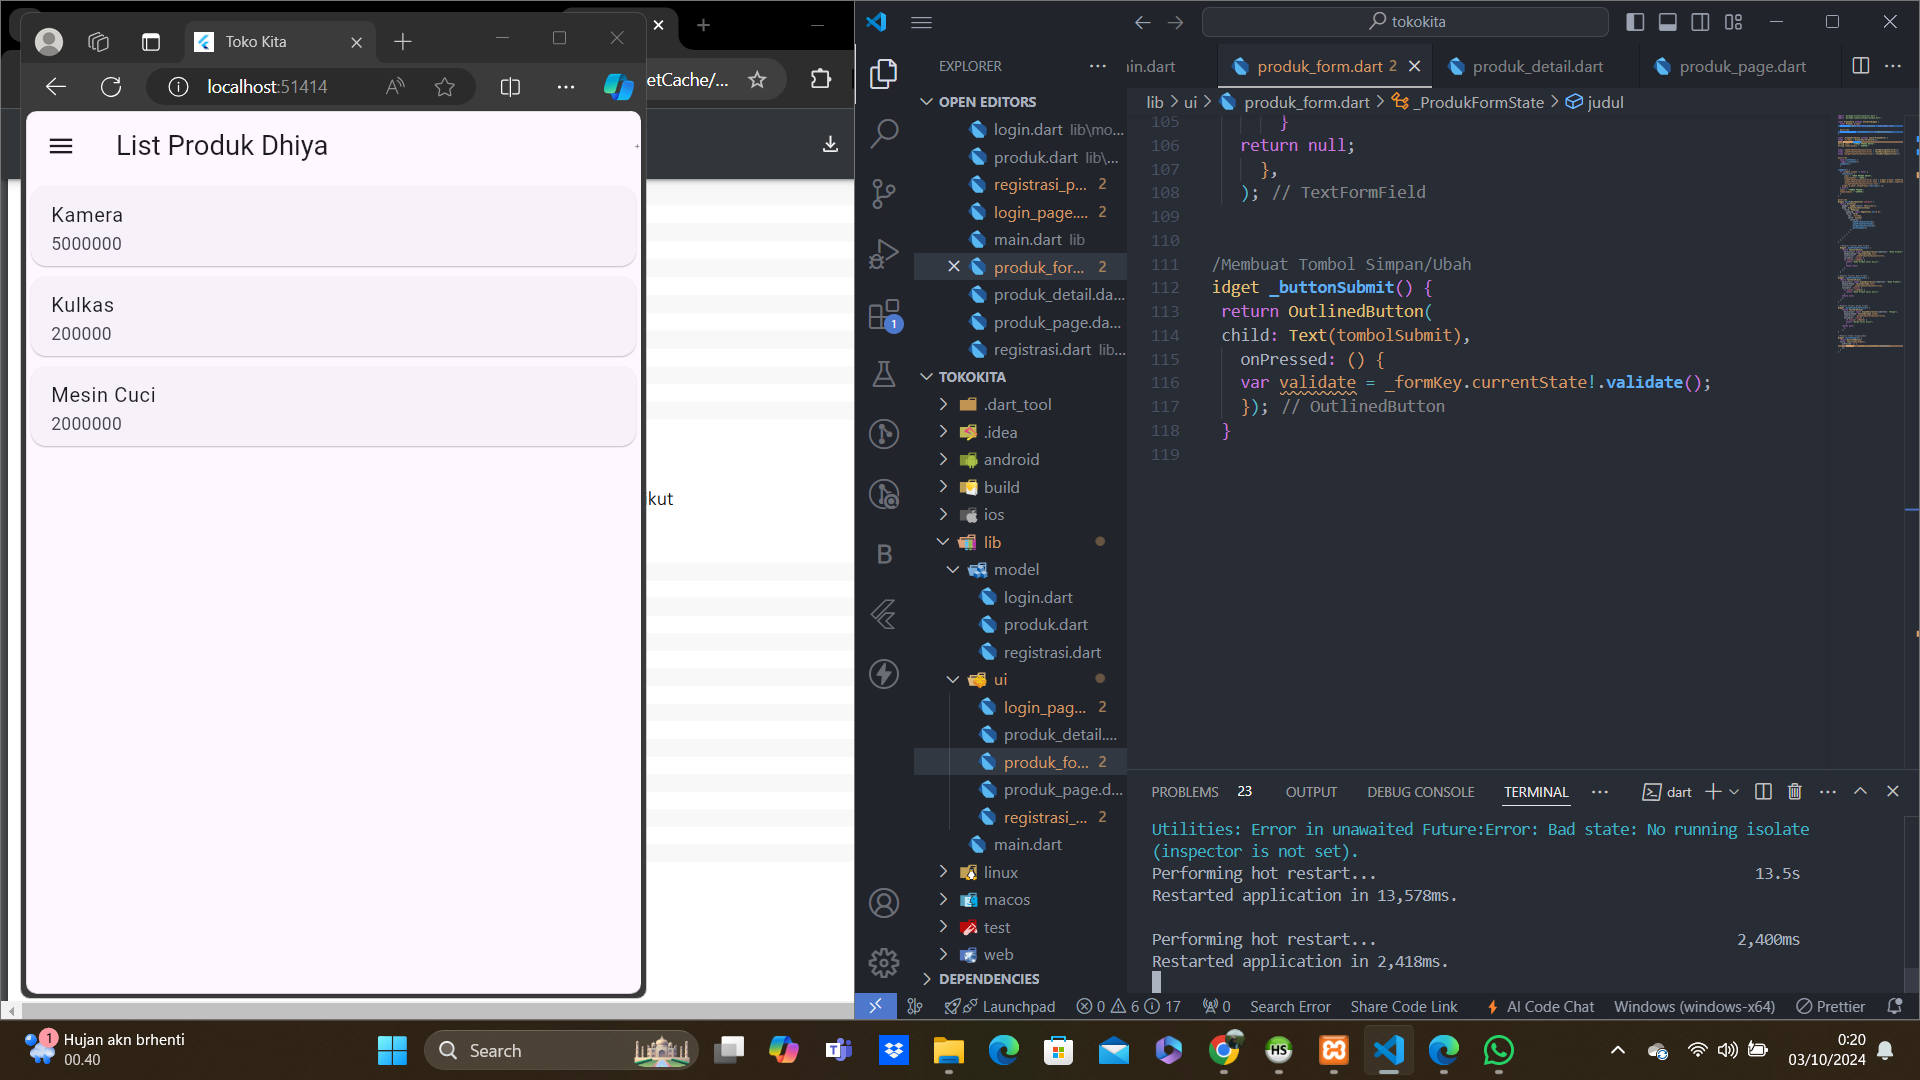 Toko Kita
localhost:51414
List Produk Dhiya
Kamera
5000000
Kulkas
200000
Mesin Cuci
2000000
etCache/...
kut
tokokita
EXPLORER
OPEN EDITORS
login.dart lib\mo...
produk.dart lib\...
registrasi_p... 2
login_page.... 2
main.dart lib
produk_for... 2
produk_detail.da...
produk_page.da...
registrasi.dart lib...
TOKOKITA
.dart_tool
.idea
android
build
ios
lib
model
login.dart
produk.dart
registrasi.dart
ui
login_pag... 2
produk_detail....
produk_fo... 2
produk_page.d...
registrasi_... 2
main.dart
linux
macos
test
web
DEPENDENCIES
1
B
in.dart
produk_form.dart 2
produk_detail.dart
produk_page.dart
lib > ui > produk_form.dart > _ProdukFormState > judul
105 }
106 return null;
107 },
108 ); // TextFormField
109
110
111 /Membuat Tombol Simpan/Ubah
112 idget _buttonSubmit() {
113 return OutlinedButton(
114 child: Text(tombolSubmit),
115 onPressed: () {
116 var validate = _formKey.currentState!.validate();
117 }); // OutlinedButton
118 }
119
PROBLEMS 23 OUTPUT DEBUG CONSOLE TERMINAL ... dart
Utilities: Error in unawaited Future:Error: Bad state: No running isolate
(inspector is not set).
Performing hot restart... 13.5s
Restarted application in 13,578ms.
Performing hot restart... 2,400ms
Restarted application in 2,418ms.
Launchpad 0 6 17 0 Search Error Share Code Link AI Code Chat Windows (windows-x64) Prettier
1
Hujan akn brhenti
00.40
Search
HS
0:20
03/10/2024